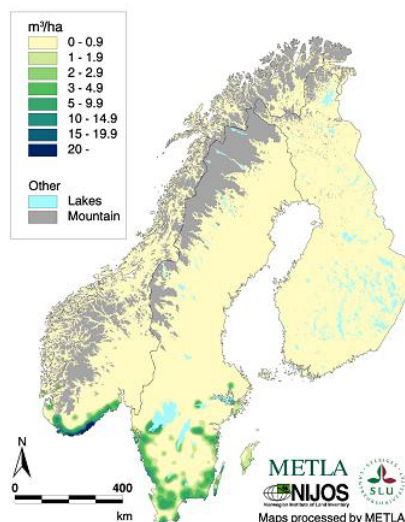 m³/ha
0 - 0.9
1 - 1.9
2 - 2.9
3 - 4.9
5 - 9.9
10 - 14.9
15 - 19.9
20 -
Other
Lakes
Mountain
N
0 400
km
METLA
NIJOS
Norwegian Institute of Land Inventory
SLU
Maps processed by METLA